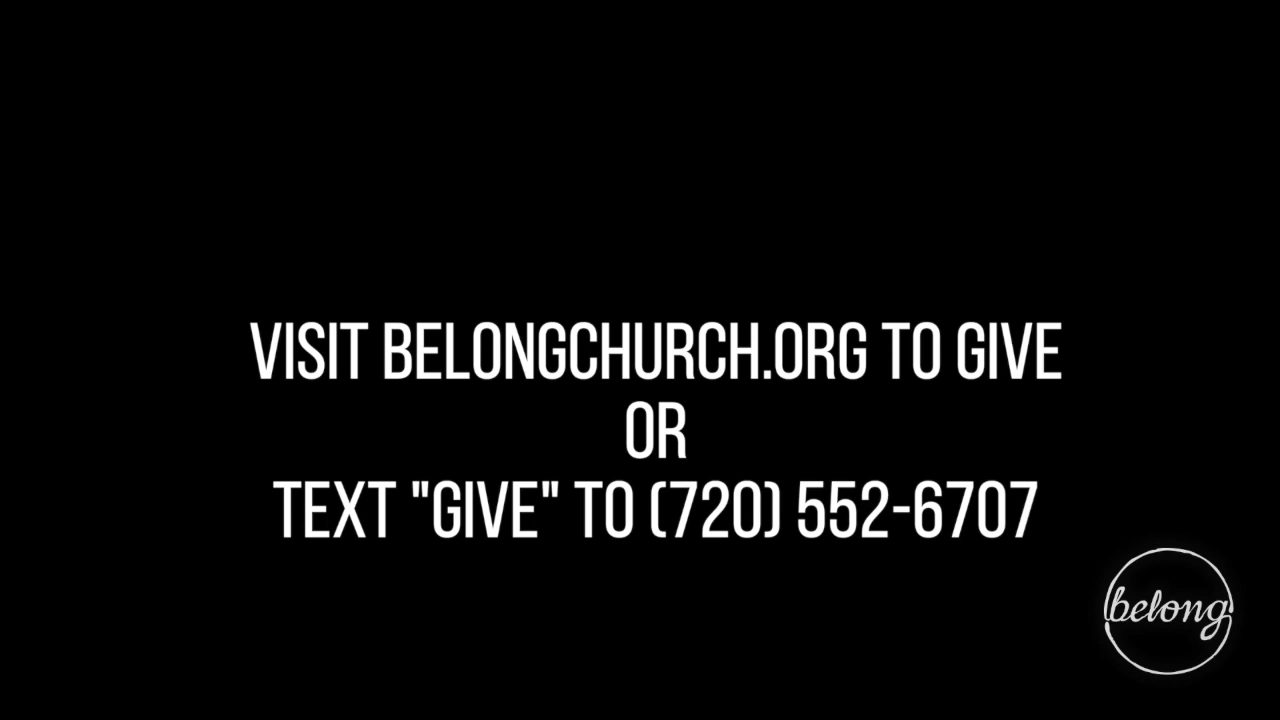 VISIT BELONGCHURCH.ORG TO GIVE
OR
TEXT "GIVE" TO (720) 552-6707
belong